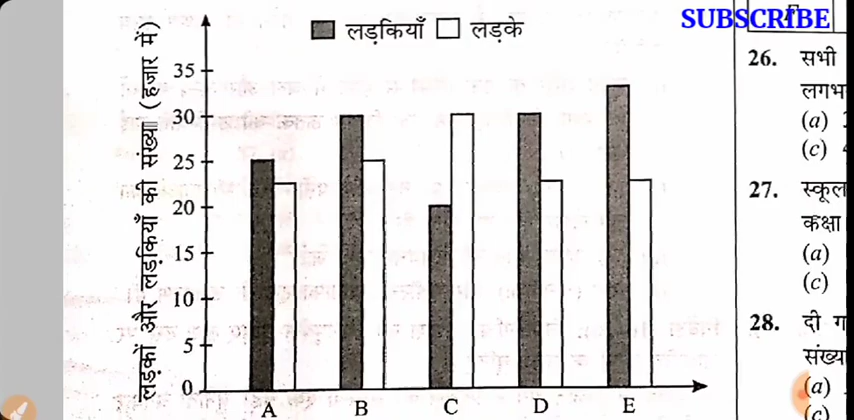 SUBSCRIBE
लड़कियाँ लड़के
लड़कों और लड़कियाँ की संख्या (हजार में)
35
30
25
20
15
10
5
0
A B C D E
26. सभी
(a)
(c)
27. स्कूल
कक्षा
(a)
(c)
28. दी
(a)
(c)